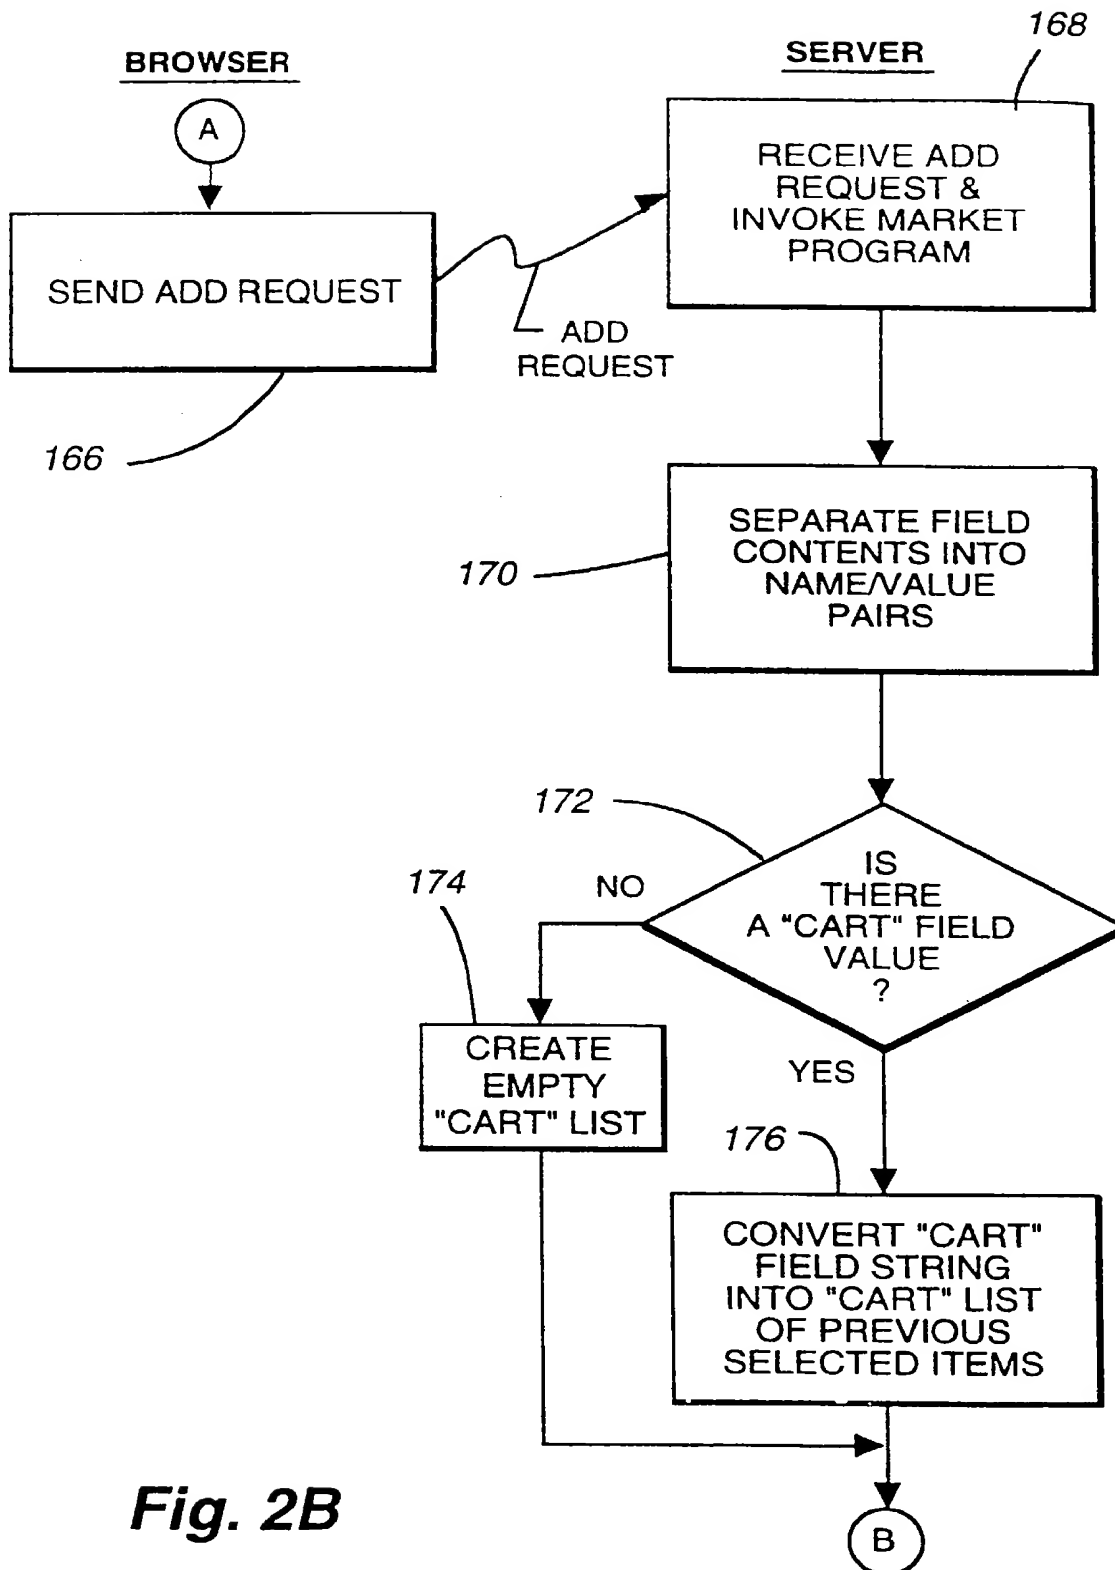 168
BROWSER
SERVER
A
RECEIVE ADD
REQUEST &
INVOKE MARKET
PROGRAM
SEND ADD REQUEST
ADD
REQUEST
166
170
SEPARATE FIELD
CONTENTS INTO
NAME/VALUE
PAIRS
172
IS
THERE
A "CART" FIELD
VALUE
?
NO
174
CREATE
EMPTY
"CART" LIST
YES
176
CONVERT "CART"
FIELD STRING
INTO "CART" LIST
OF PREVIOUS
SELECTED ITEMS
Fig. 2B
B